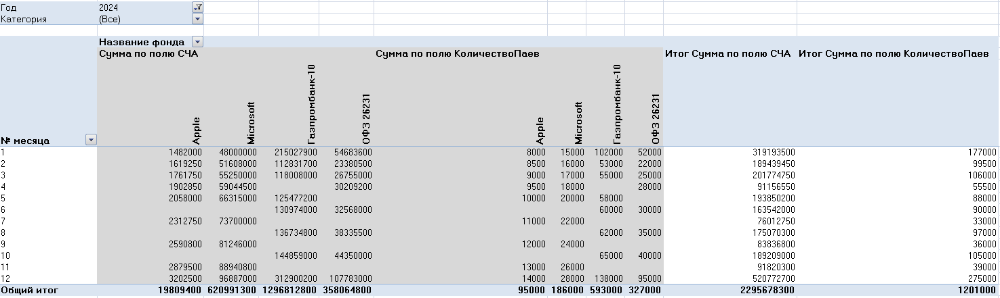 Год 2024
Категория (Все)
Название фонда
Сумма по полю СЧА Сумма по полю КоличествоПаев Итог Сумма по полю СЧА Итог Сумма по полю КоличествоПаев
№ месяца Apple Microsoft Газпромбанк-10 ОФЗ 26231 Apple Microsoft Газпромбанк-10 ОФЗ 26231
1 1482000 48000000 215027900 54683600 8000 15000 102000 52000 319193500 177000
2 1619250 51608000 112831700 23380500 8500 16000 53000 22000 189439450 99500
3 1761750 55250000 118008000 26755000 9000 17000 55000 25000 201774750 106000
4 1902850 59044500 30209200 9500 18000 28000 91156550 55500
5 2058000 66315000 125477200 10000 20000 58000 193850200 88000
6 130974000 32568000 60000 30000 163542000 90000
7 2312750 73700000 11000 22000 76012750 33000
8 136734800 38335500 62000 35000 175070300 97000
9 2590800 81246000 12000 24000 83836800 36000
10 144859000 44350000 65000 40000 189209000 105000
11 2879500 88940800 13000 26000 91820300 39000
12 3202500 96887000 312900200 107783000 14000 28000 138000 95000 520772700 275000
Общий итог 19809400 620991300 1296812800 358064800 95000 186000 593000 327000 2295678300 1201000